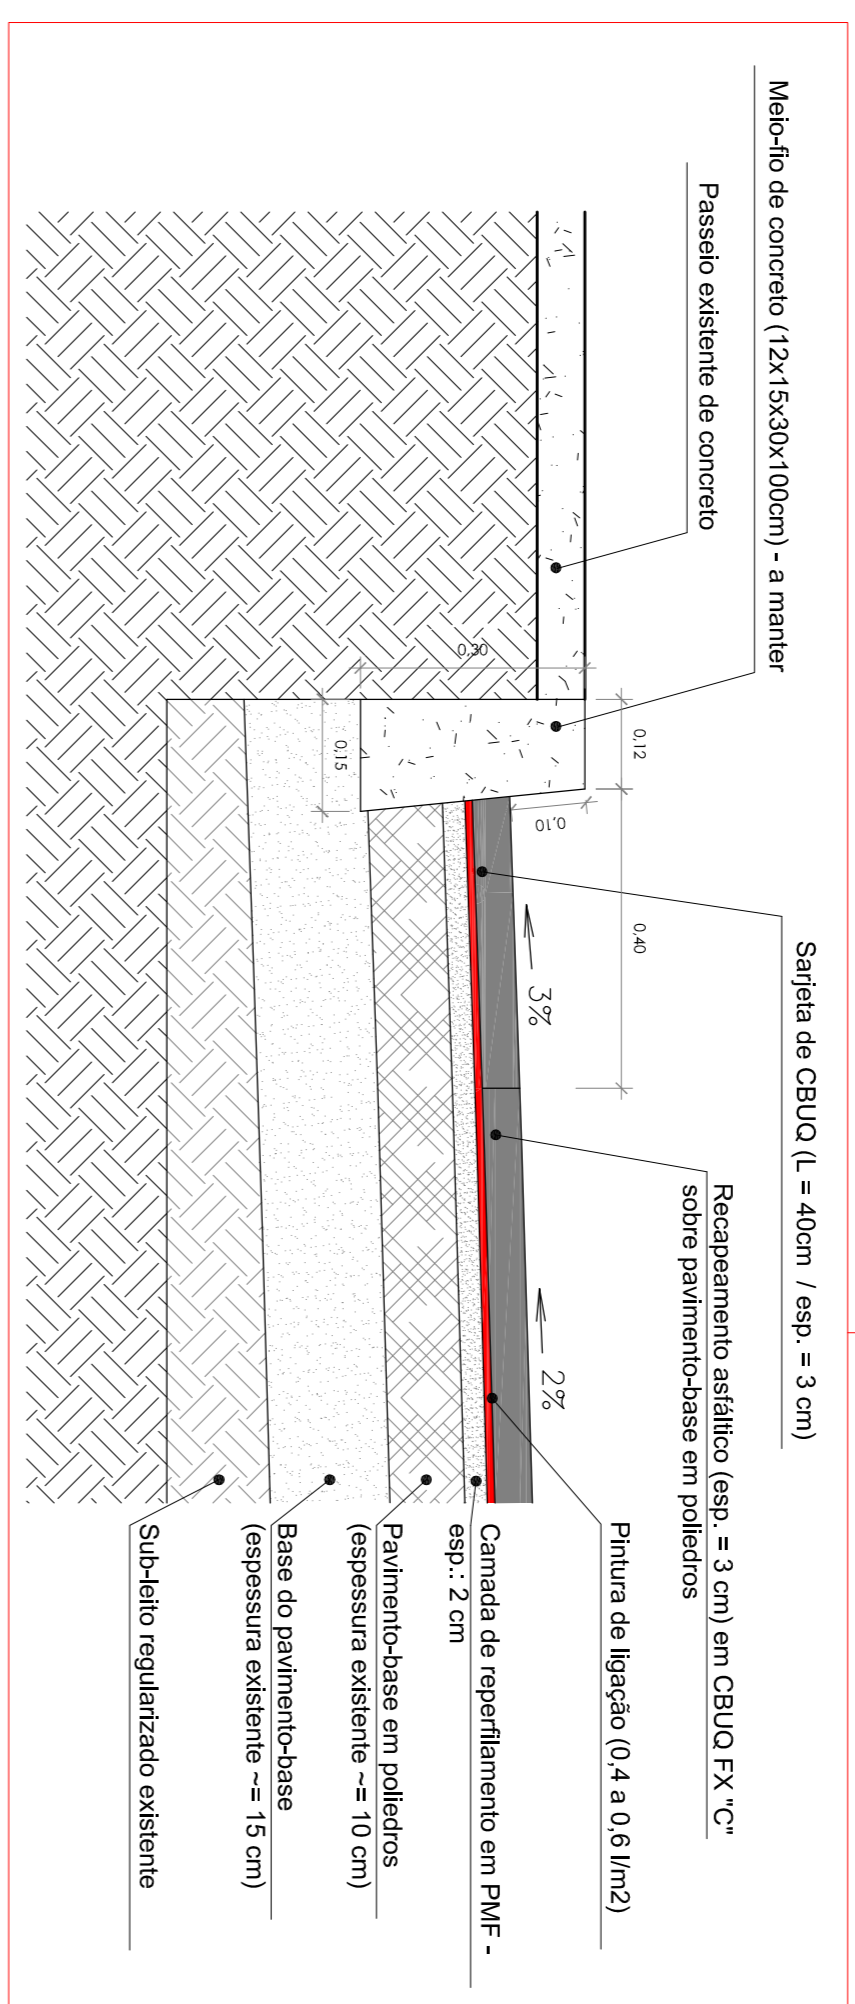 Meio-fio de concreto (12x15x30x100cm) - a manter
Passeio existente de concreto
Sarjeta de CBUQ (L = 40cm / esp. = 3 cm)
Recapeamento asfáltico (esp. = 3 cm) em CBUQ FX "C"
sobre pavimento-base em poliedros
Pintura de ligação (0,4 a 0,6 l/m2)
Camada de reperfilamento em PMF -
esp.: 2 cm
Pavimento-base em poliedros
(espessura existente ~= 10 cm)
Base do pavimento-base
(espessura existente ~= 15 cm)
Sub-leito regularizado existente
0,12
0,40
0,30
0,10
0,15
3%
2%